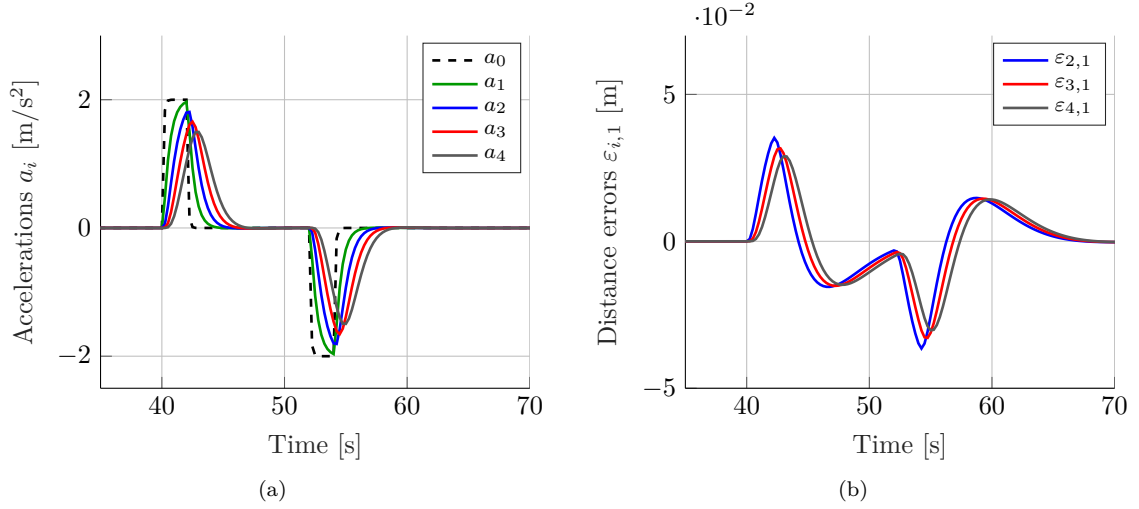 ·10−2
Accelerations ai [m/s2]
2
0
−2
40 50 60 70
Time [s]
a0
a1
a2
a3
a4
(a)
Distance errors εi,1 [m]
5
0
−5
40 50 60 70
Time [s]
ε2,1
ε3,1
ε4,1
(b)